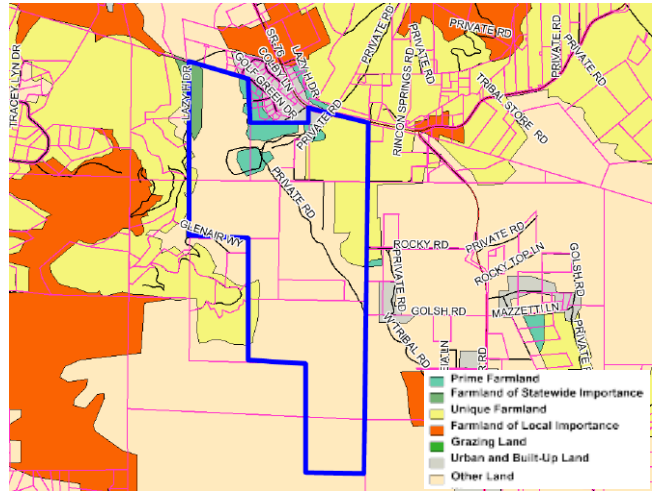 PRIVATE RD
TRACEY LYN DR
SR-76
COLBY LN
LAZY H DR
GOLF GREEN DR
PRIVATE RD
PRIVATE RD
PRIVATE RD
LAZY H DR
RINCON SPRINGS RD
TRIBAL STORE RD
PRIVATE RD
PRIVATE RD
GLENAIR WY
ROCKY RD
PRIVATE RD
PRIVATE RD
ROCKY TOP LN
GOLSH RD
GOLSH RD
MAZZETTI LN
W TRIBAL RD
PRIVATE
Prime Farmland
Farmland of Statewide Importance
Unique Farmland
Farmland of Local Importance
Grazing Land
Urban and Built-Up Land
Other Land